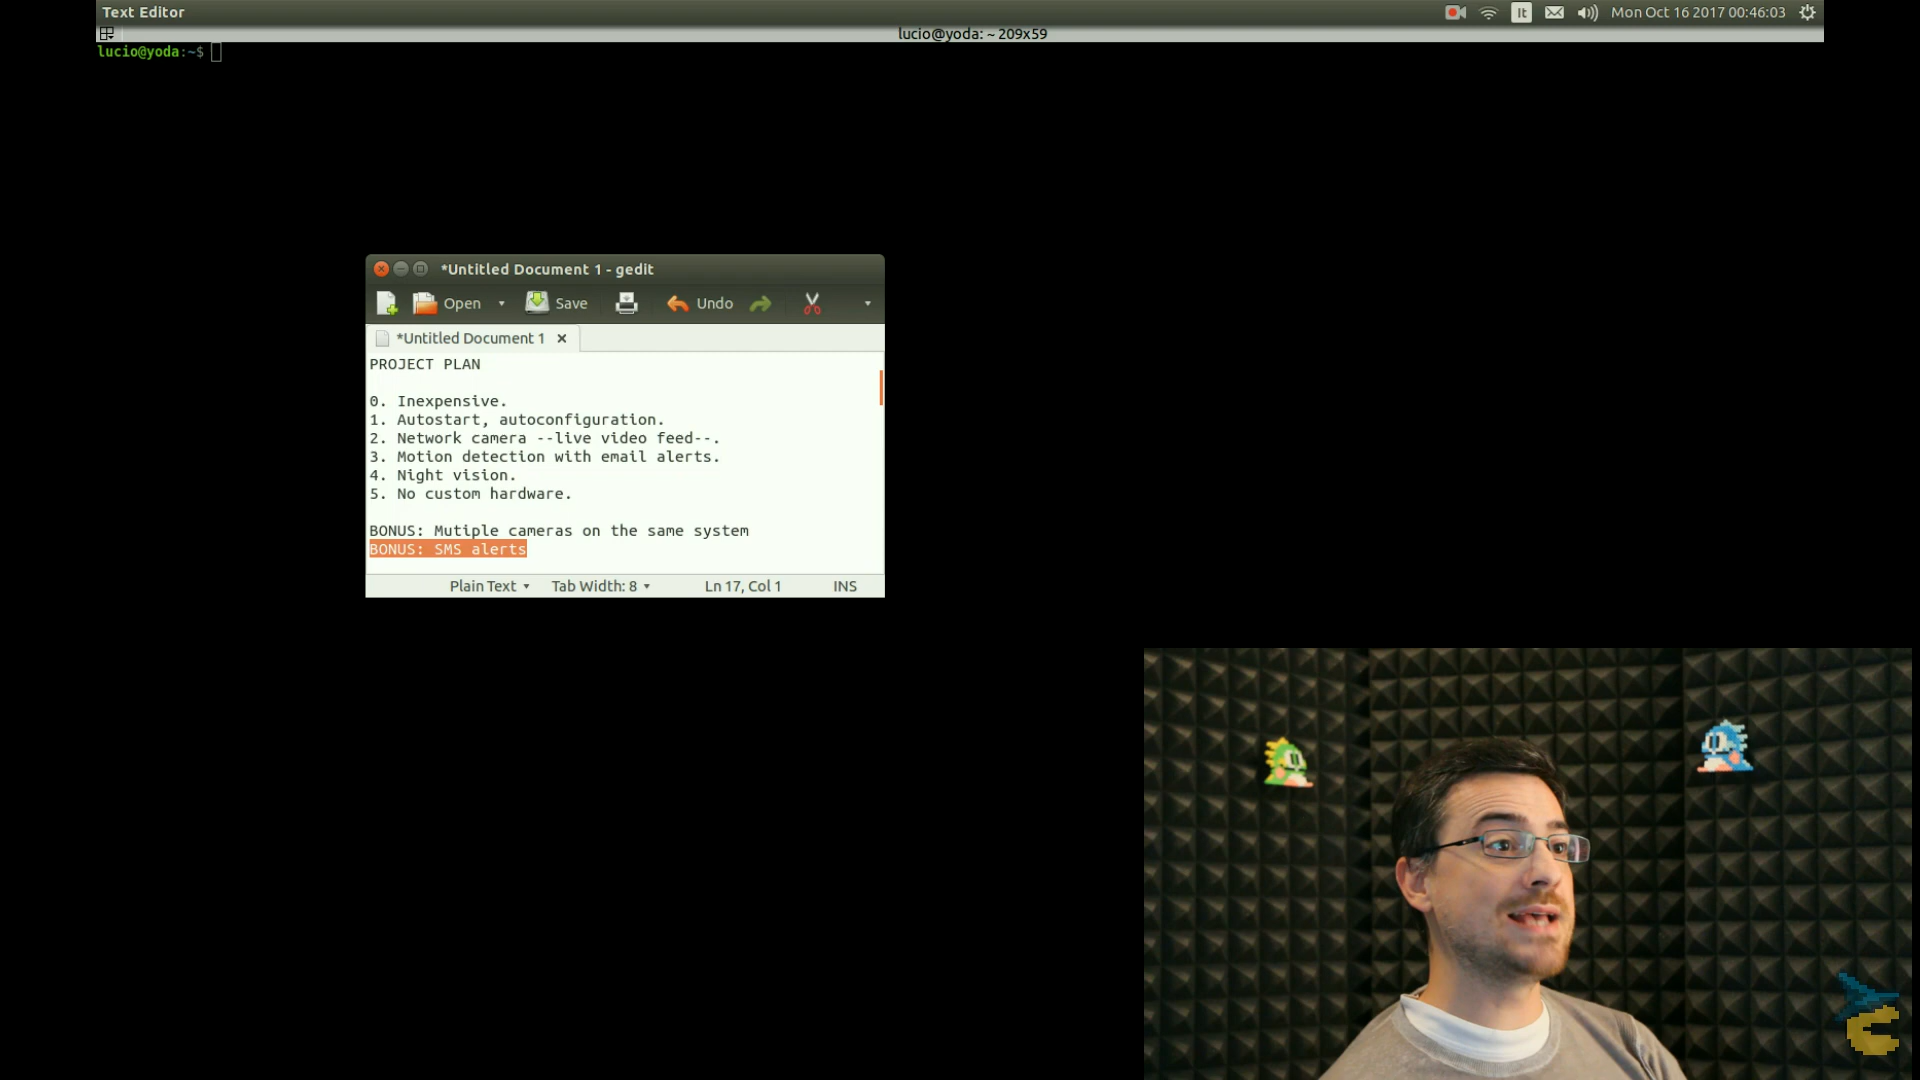 Text Editor
lt
Mon Oct 16 2017 00:46:03
lucio@yoda: ~ 209x59
lucio@yoda:~$
*Untitled Document 1 - gedit
Open
Save
Undo
*Untitled Document 1
PROJECT PLAN
0. Inexpensive.
1. Autostart, autoconfiguration.
2. Network camera --live video feed--.
3. Motion detection with email alerts.
4. Night vision.
5. No custom hardware.
BONUS: Mutiple cameras on the same system
BONUS: SMS alerts
Plain Text
Tab Width: 8
Ln 17, Col 1
INS